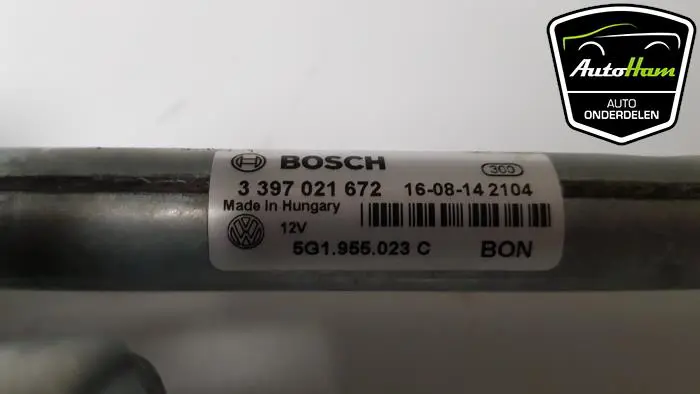 AutoHam
AUTO
ONDERDELEN
BOSCH
300
3 397 021 672 16-08-14 2104
Made In Hungary
12V
5G1.955.023 C BON